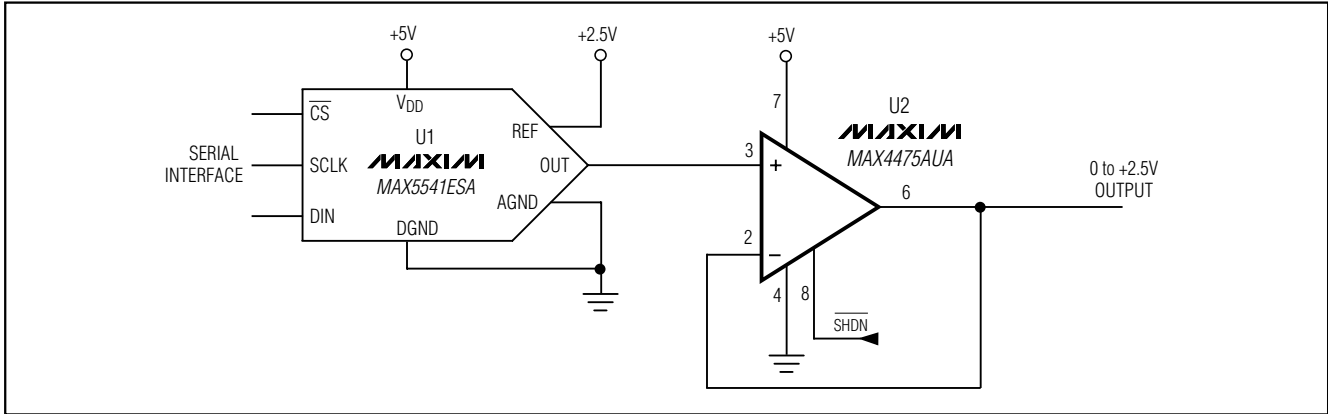 +5V
+2.5V
+5V
CS
VDD
REF
7
U2
MAXIM
MAX4475AUA
SERIAL
INTERFACE
SCLK
U1
MAXIM
MAX5541ESA
OUT
3
+
0 to +2.5V
OUTPUT
6
DIN
AGND
DGND
2
−
4
8
SHDN